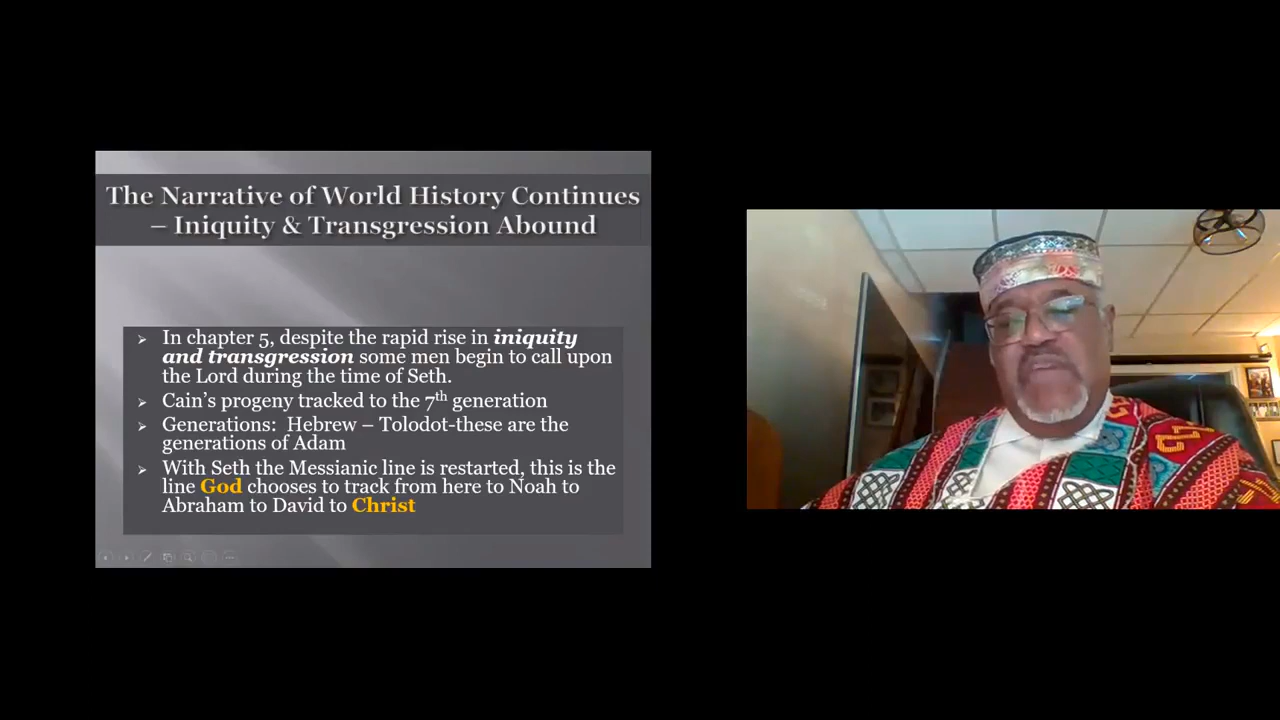 The Narrative of World History Continues
– Iniquity & Transgression Abound
➢ In chapter 5, despite the rapid rise in iniquity
and transgression some men begin to call upon
the Lord during the time of Seth.
➢ Cain's progeny tracked to the 7th generation
➢ Generations: Hebrew – Tolodot-these are the
generations of Adam
➢ With Seth the Messianic line is restarted, this is the
line God chooses to track from here to Noah to
Abraham to David to Christ